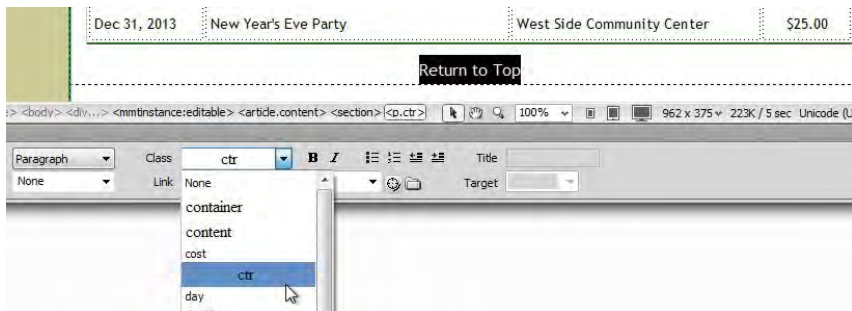 Dec 31, 2013 New Year's Eve Party West Side Community Center $25.00
Return to Top
<body> <div...> <mmtinstance:editable> <article.content> <section> <p.ctr> 100% 962 x 375 223K / 5 sec Unicode (U
Paragraph Class ctr B I Title
None Link None Target
container
content
cost
ctr
day